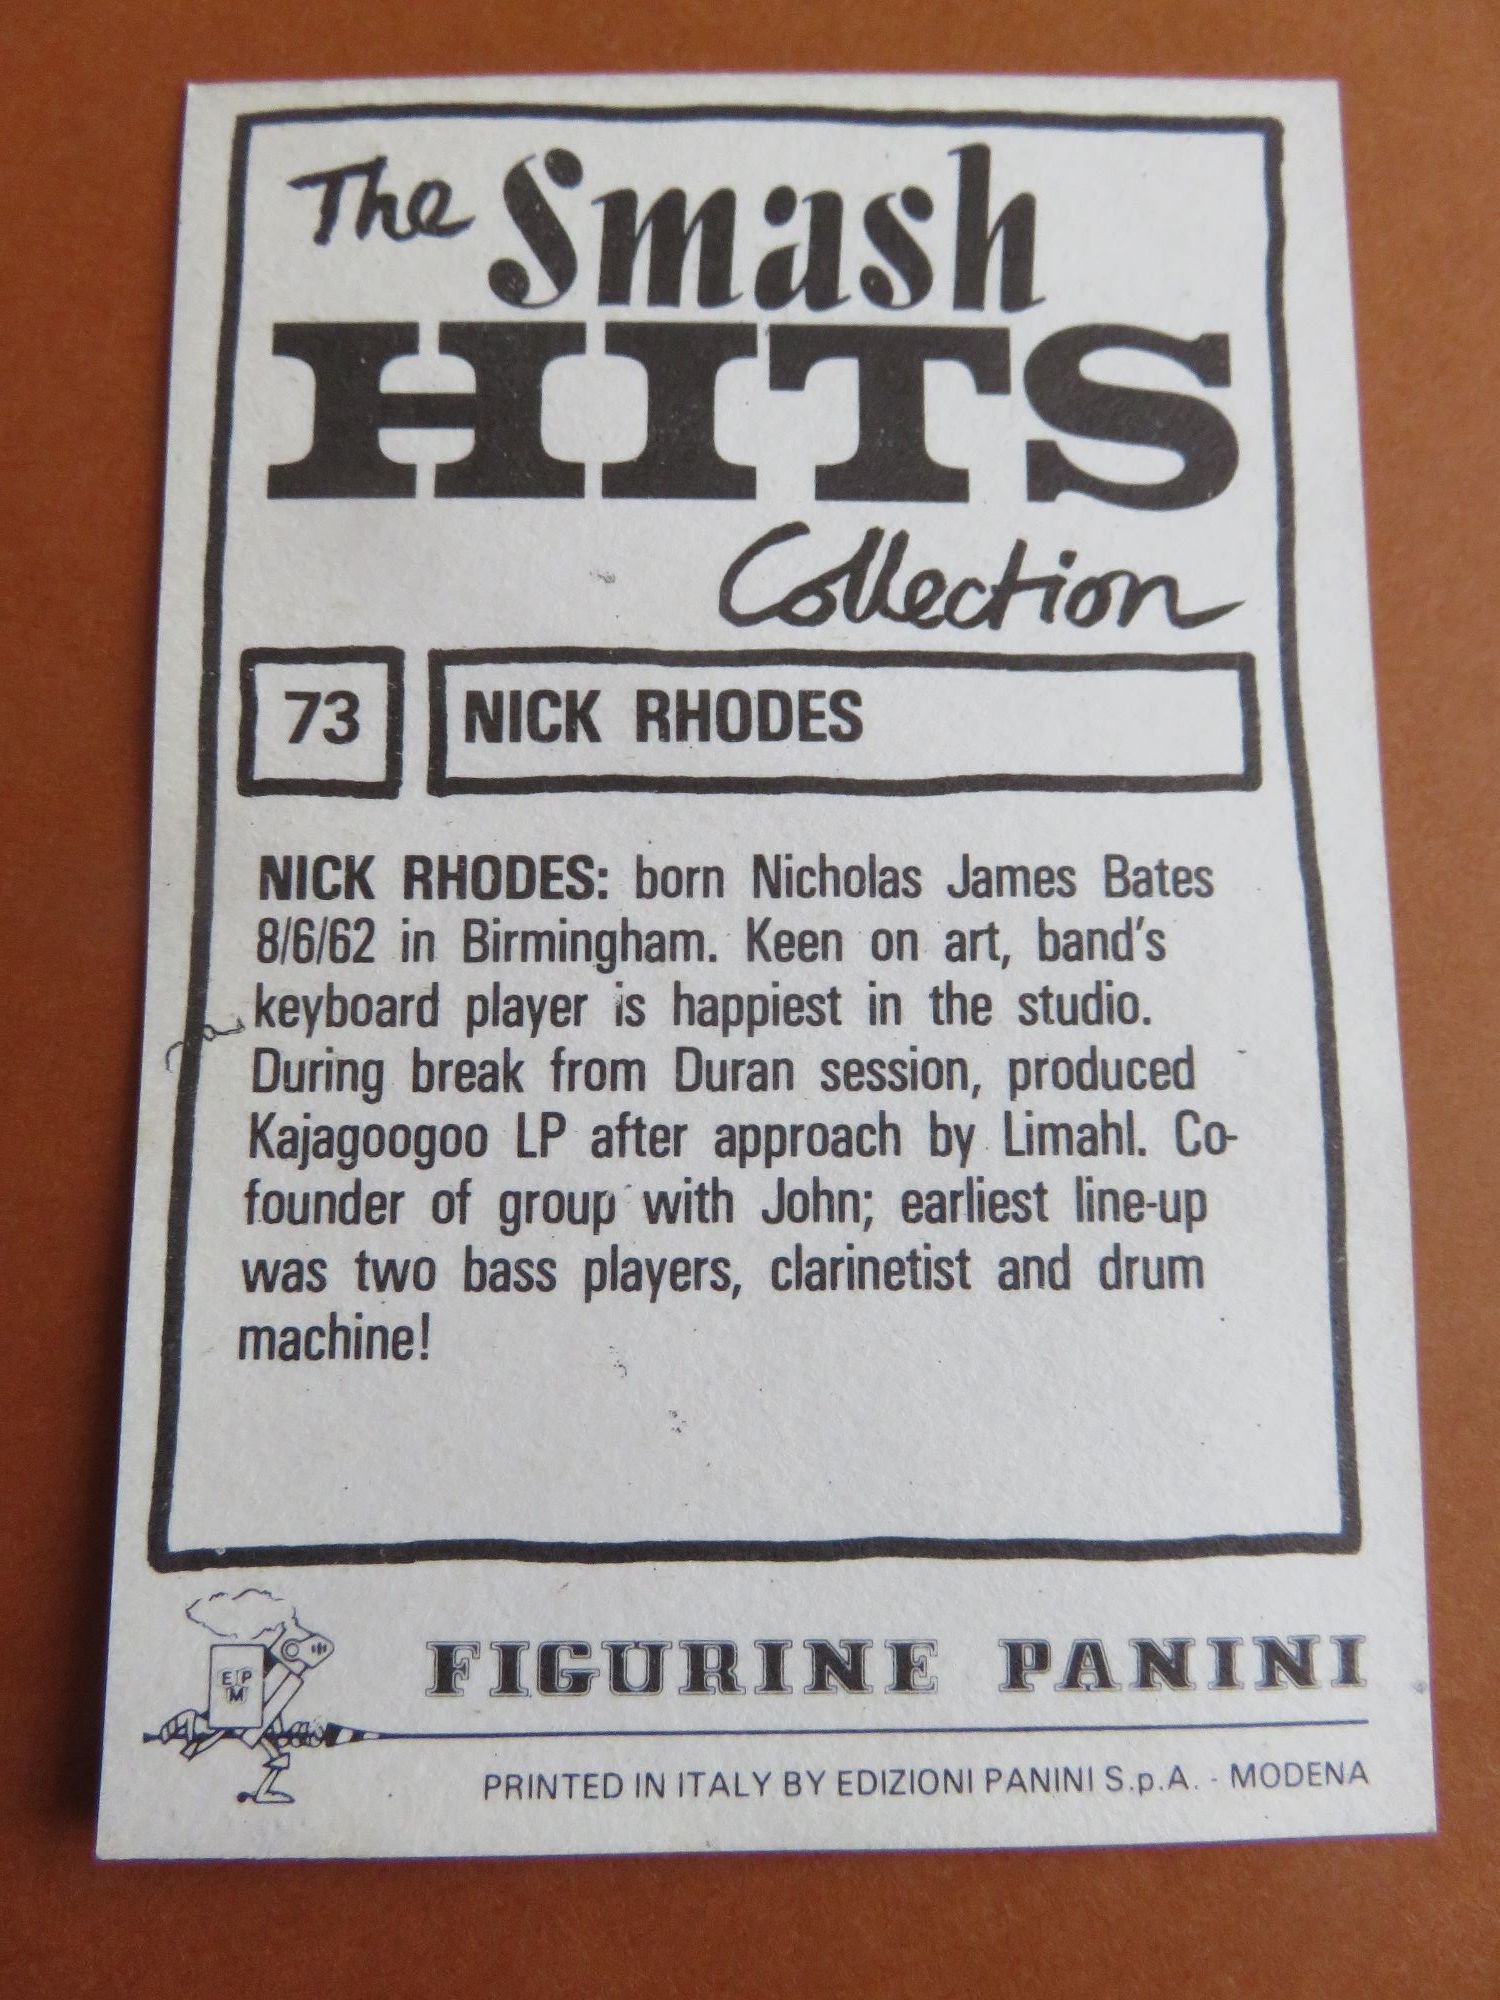 The Smash
HITS
Collection
73 NICK RHODES
NICK RHODES: born Nicholas James Bates
8/6/62 in Birmingham. Keen on art, band's
keyboard player is happiest in the studio.
During break from Duran session, produced
Kajagoogoo LP after approach by Limahl. Co-
founder of group with John; earliest line-up
was two bass players, clarinetist and drum
machine!
EPM
FIGURINE PANINI
PRINTED IN ITALY BY EDIZIONI PANINI S.p.A. - MODENA